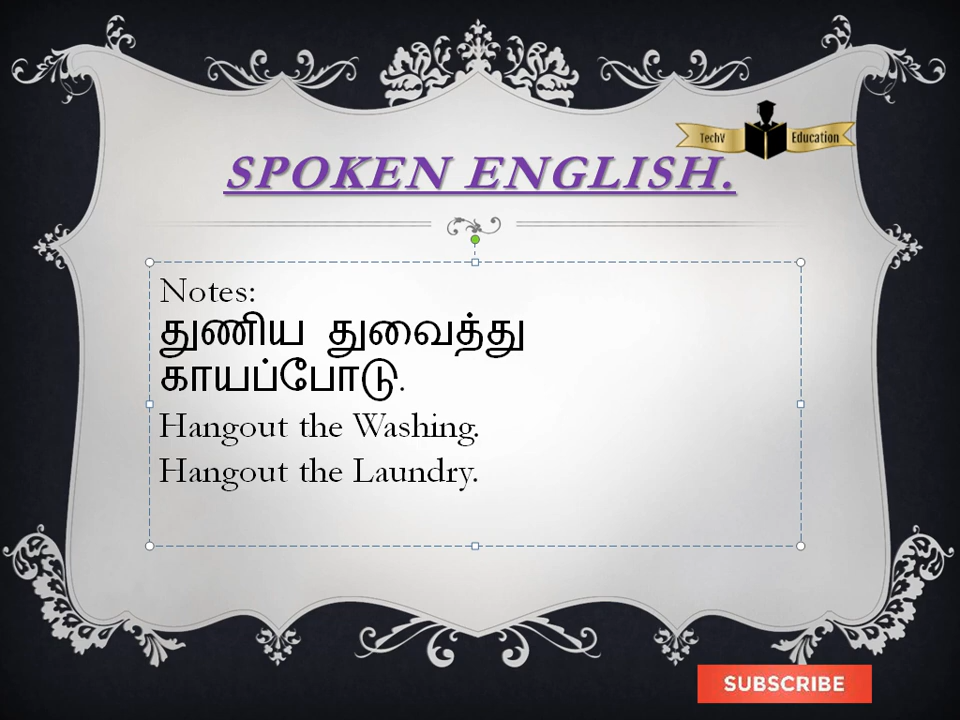 TechV Education
SPOKEN ENGLISH.
Notes:
துணிய துவைத்து
காயப்போடு.
Hangout the Washing.
Hangout the Laundry.
SUBSCRIBE